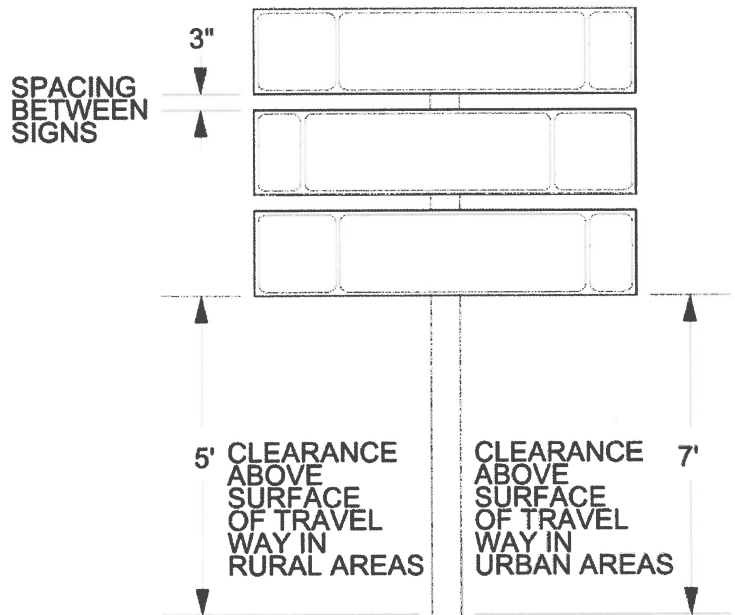 3"
SPACING
BETWEEN
SIGNS
5'
CLEARANCE
ABOVE
SURFACE
OF TRAVEL
WAY IN
RURAL AREAS
CLEARANCE
ABOVE
SURFACE
OF TRAVEL
WAY IN
URBAN AREAS
7'